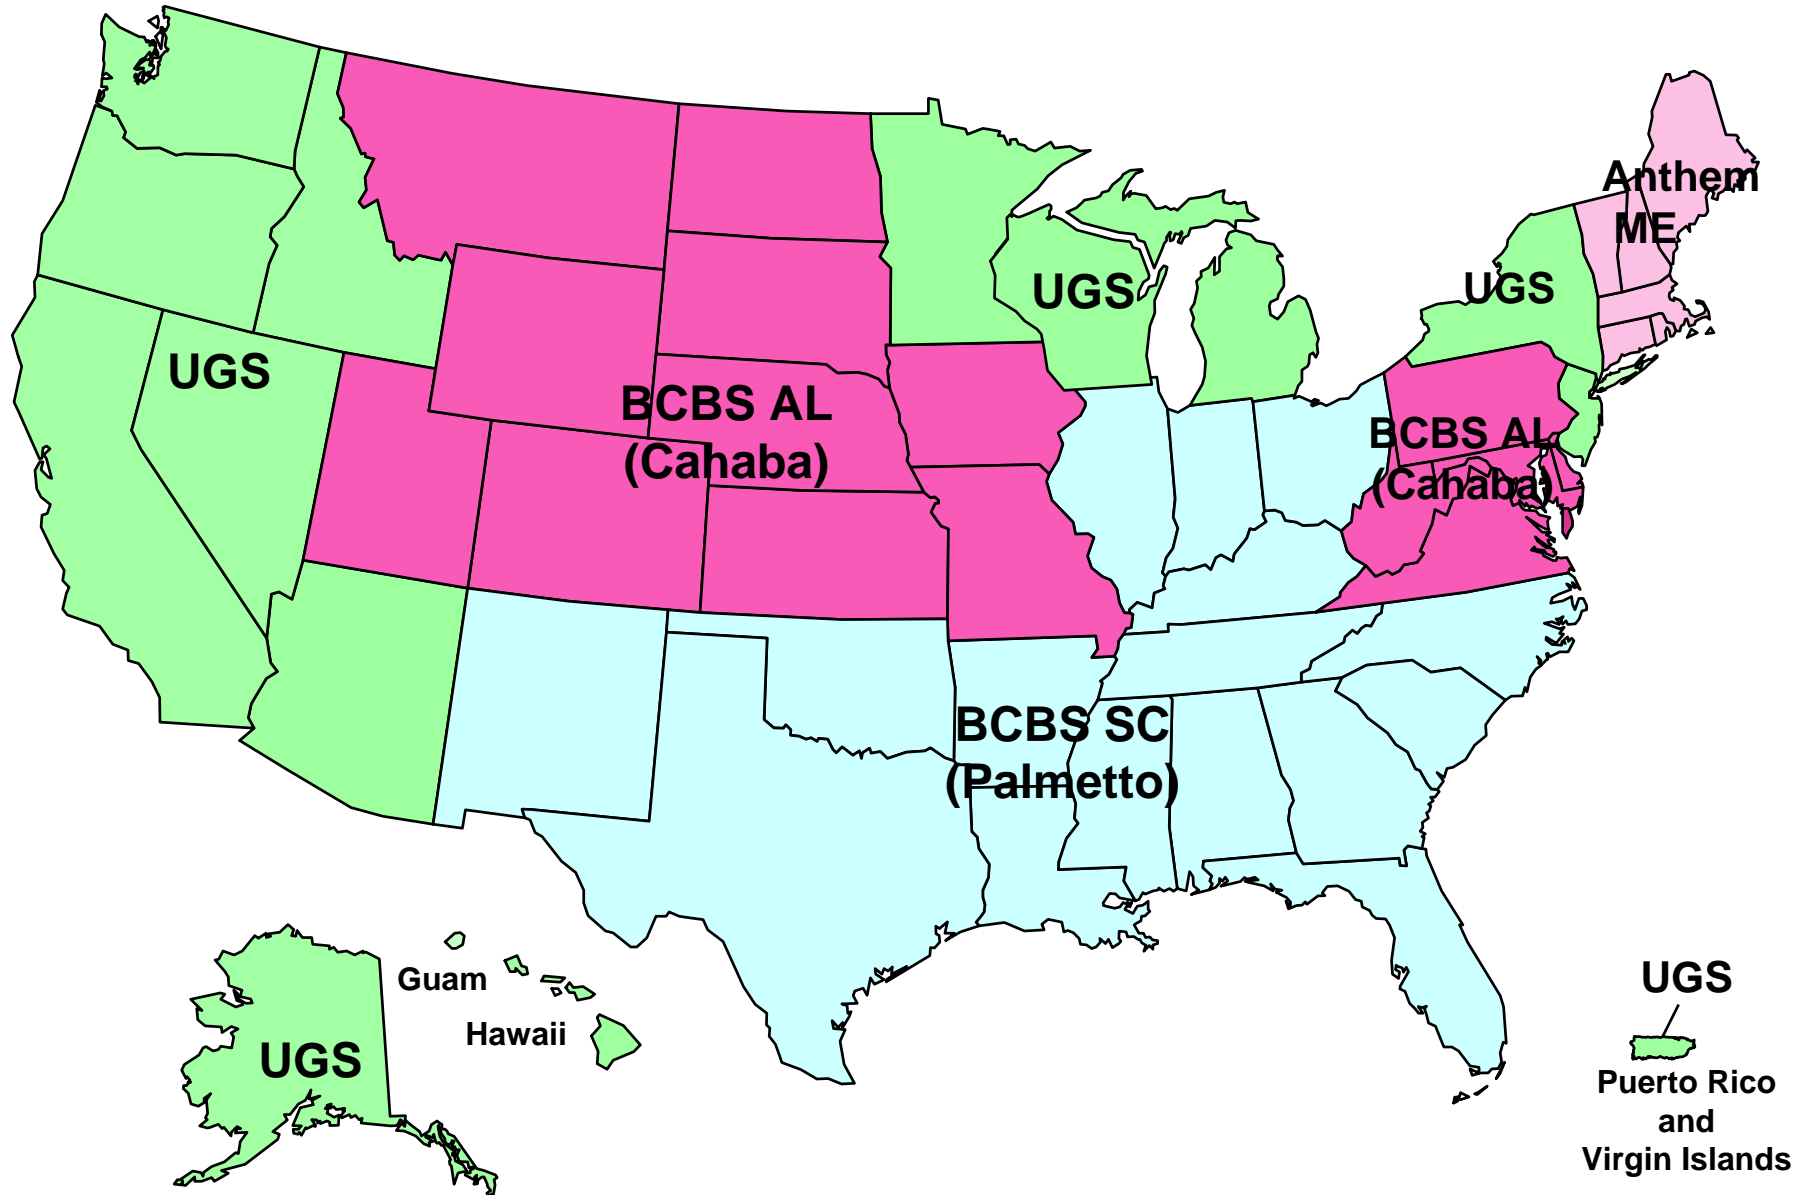 Anthem
ME
UGS
UGS
UGS
BCBS AL
(Cahaba)
BCBS AL
(Cahaba)
BCBS SC
(Palmetto)
Guam
Hawaii
UGS
UGS
Puerto Rico
and
Virgin Islands